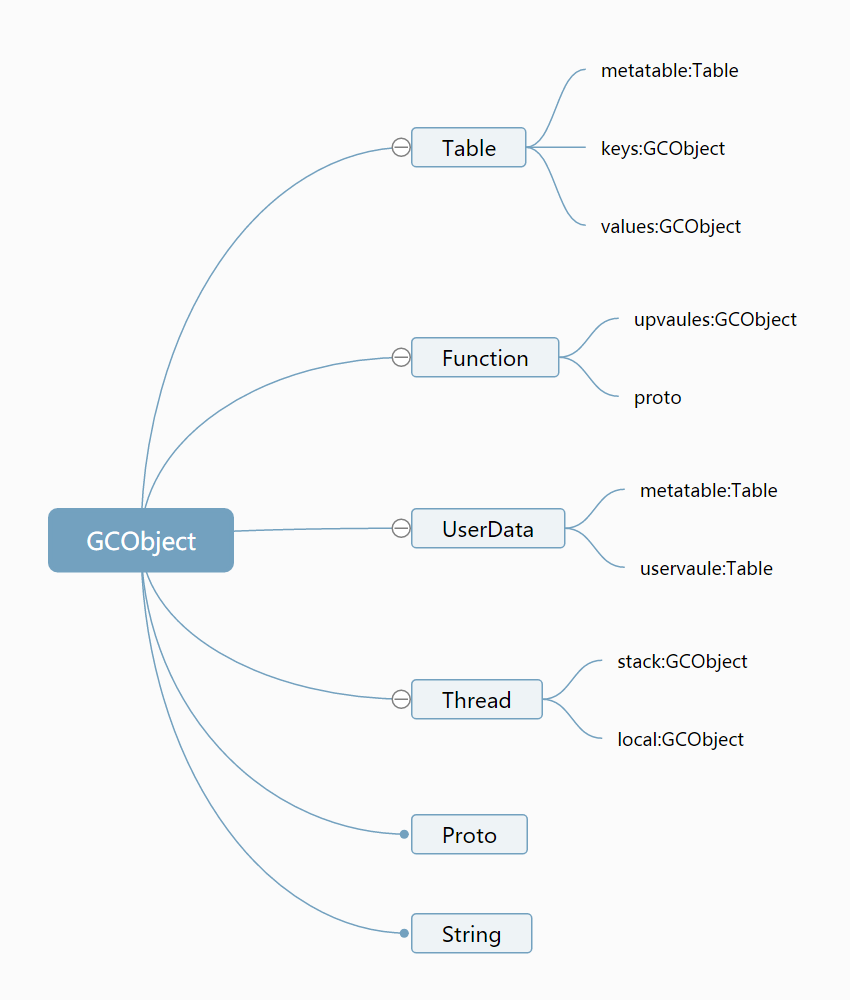 GCObject
Table
metatable:Table
keys:GCObject
values:GCObject
Function
upvaules:GCObject
proto
UserData
metatable:Table
uservaule:Table
Thread
stack:GCObject
local:GCObject
Proto
String